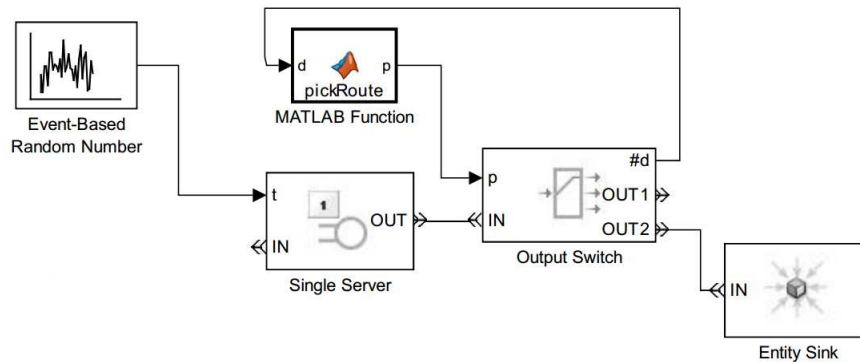 d
p
pickRoute
MATLAB Function
Event-Based
Random Number
t
1
OUT
IN
Single Server
#d
p
OUT1
IN
OUT2
Output Switch
IN
Entity Sink